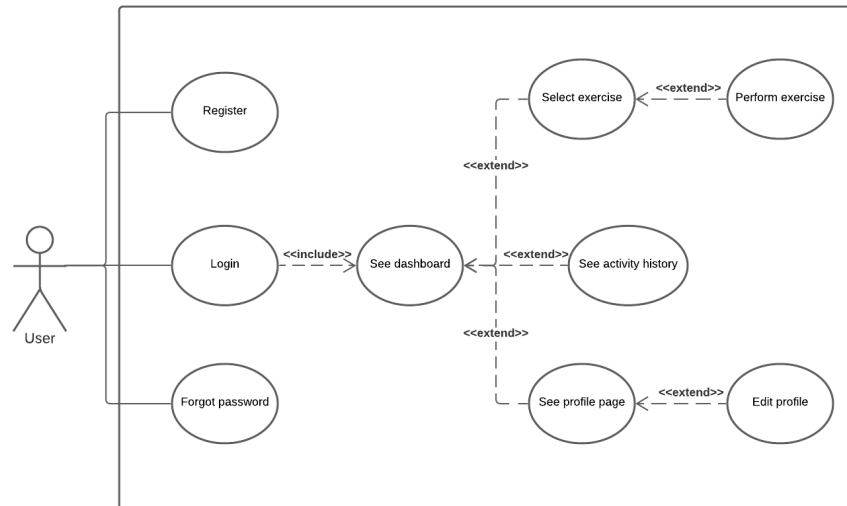 Register
Select exercise
<<extend>>
Perform exercise
<<extend>>
User
Login
<<include>>
See dashboard
<<extend>>
See activity history
<<extend>>
Forgot password
See profile page
<<extend>>
Edit profile